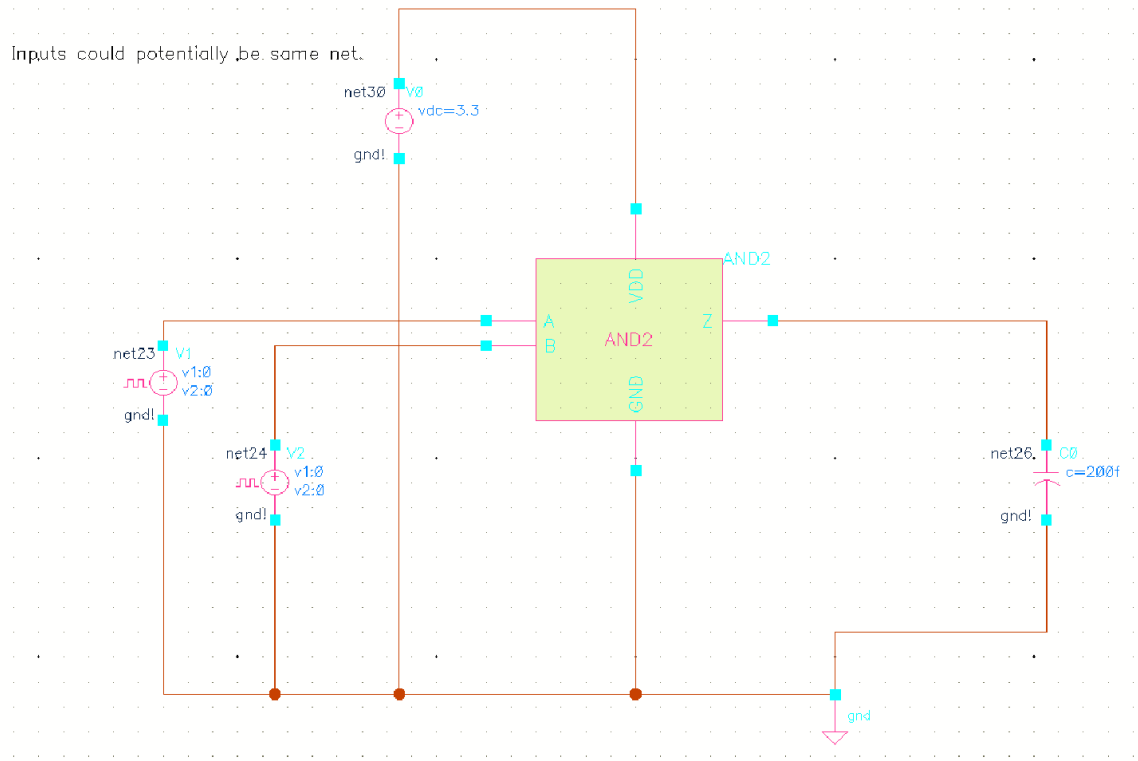 Inputs could potentially be same net.
net30 V0
vdc=3.3
gnd!
AND2
VDD
A
Z
AND2
B
GND
net23 V1
v1:0
v2:0
gnd!
net24 V2
v1:0
v2:0
gnd!
net26 C0
c=200f
gnd!
gnd